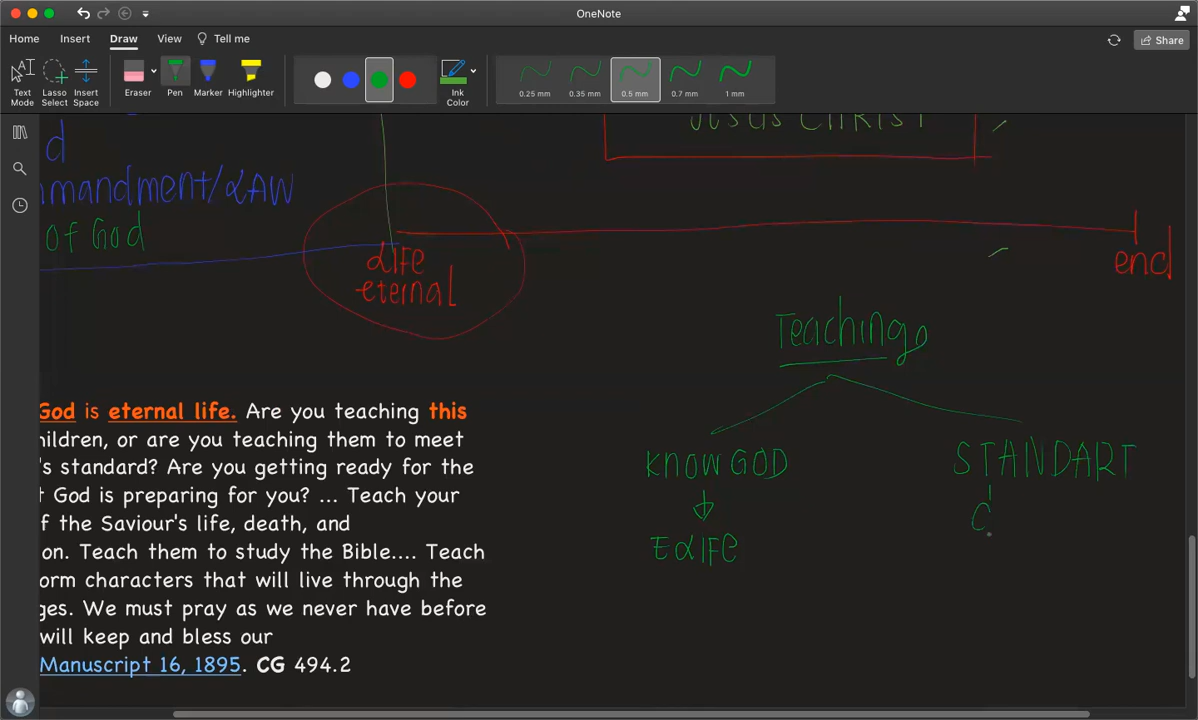 OneNote
Home Insert Draw View Tell me
Share
Text Mode
Lasso Select
Insert Space
Eraser
Pen
Marker
Highlighter
Ink Color
0.25 mm 0.35 mm 0.5 mm 0.7 mm 1 mm
JESUS CHRIST
d
mmandment/LAW
of God
LIFE
eternal
end
Teaching
KNOW GOD
STANDART
C
E LIFE
God is eternal life. Are you teaching this
hildren, or are you teaching them to meet
's standard? Are you getting ready for the
t God is preparing for you? ... Teach your
f the Saviour's life, death, and
on. Teach them to study the Bible.... Teach
orm characters that will live through the
ges. We must pray as we never have before
will keep and bless our
Manuscript 16, 1895. CG 494.2